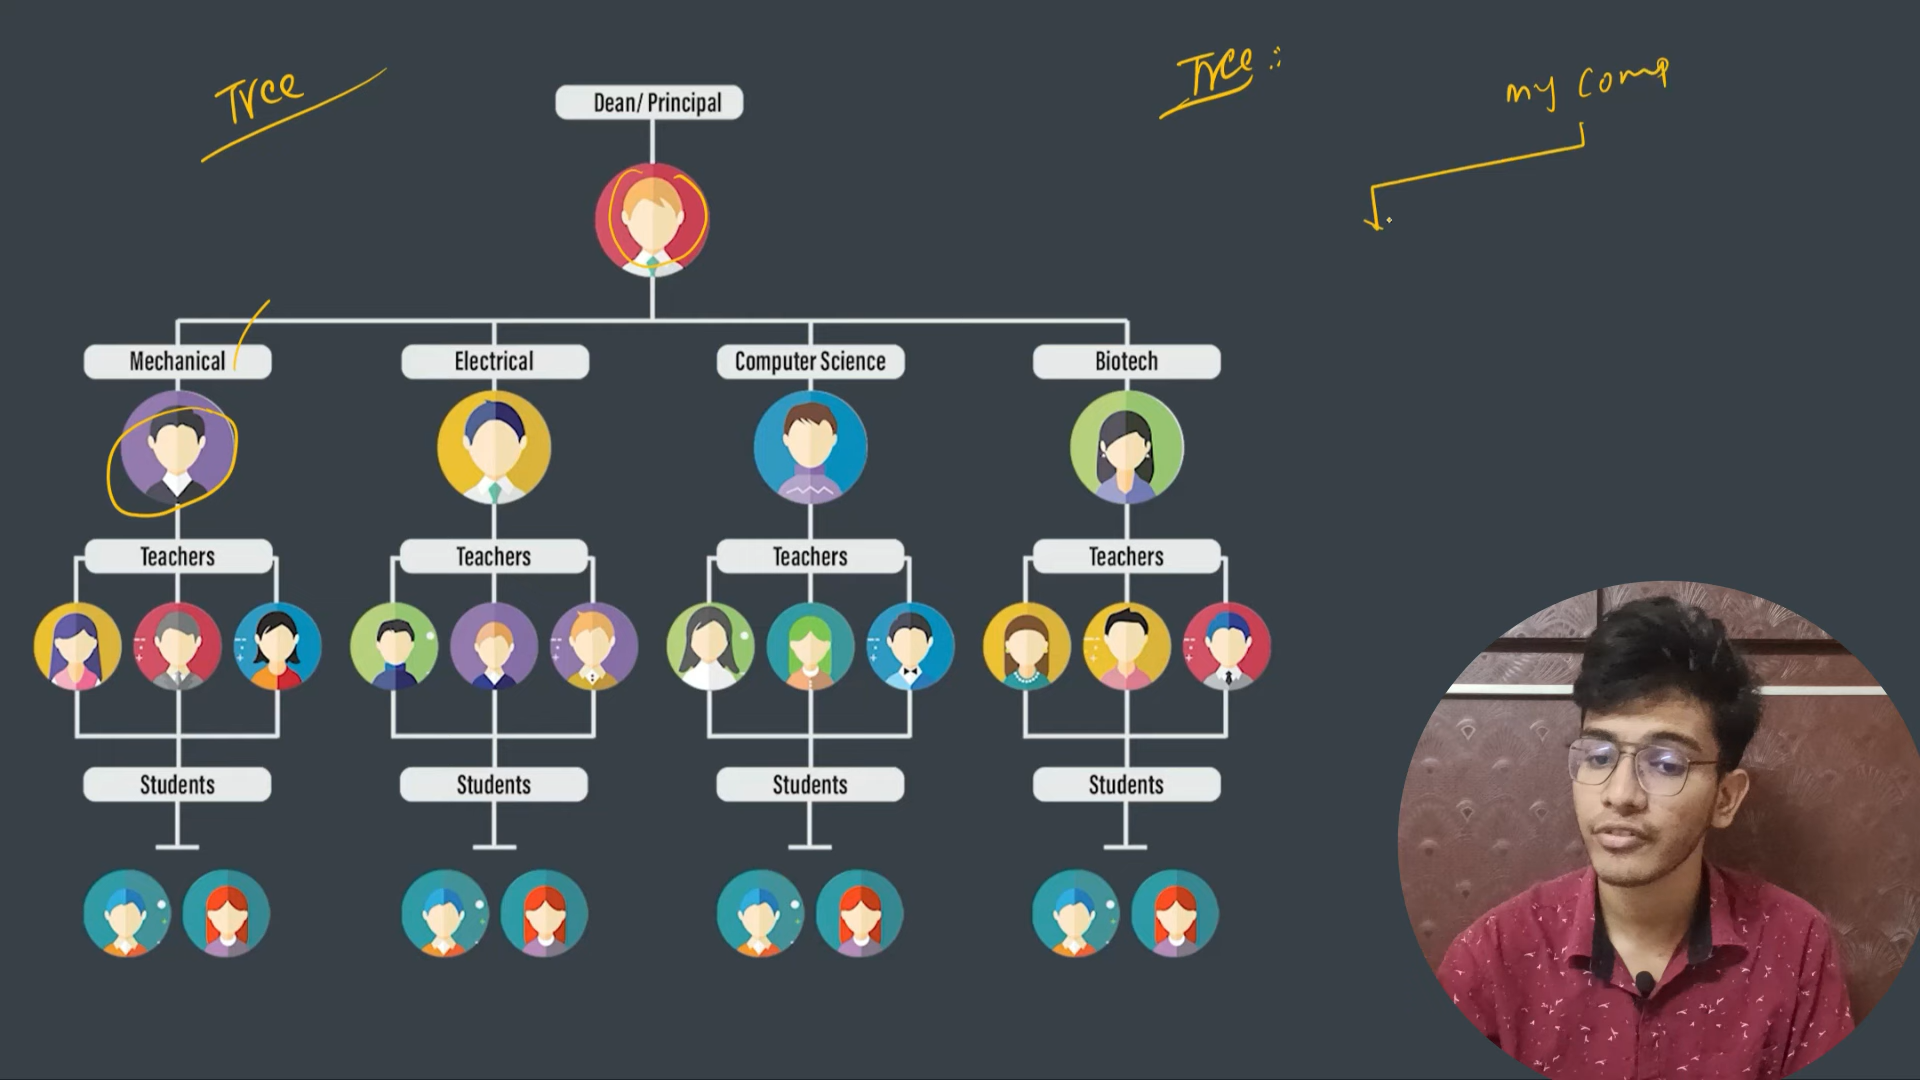 Tree
Tree :
my comp
Dean/ Principal
Mechanical
Electrical
Computer Science
Biotech
Teachers
Teachers
Teachers
Teachers
Students
Students
Students
Students